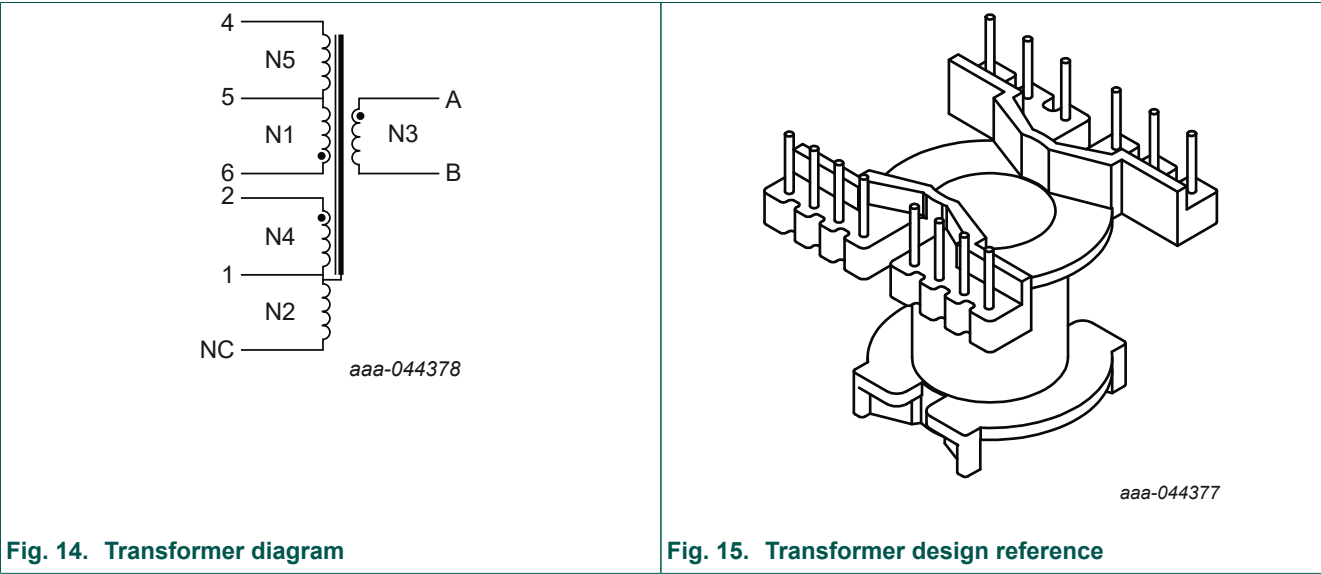 4
N5
5
A
N1
N3
6
B
2
N4
1
N2
NC
aaa-044378
Fig. 14. Transformer diagram
aaa-044377
Fig. 15. Transformer design reference